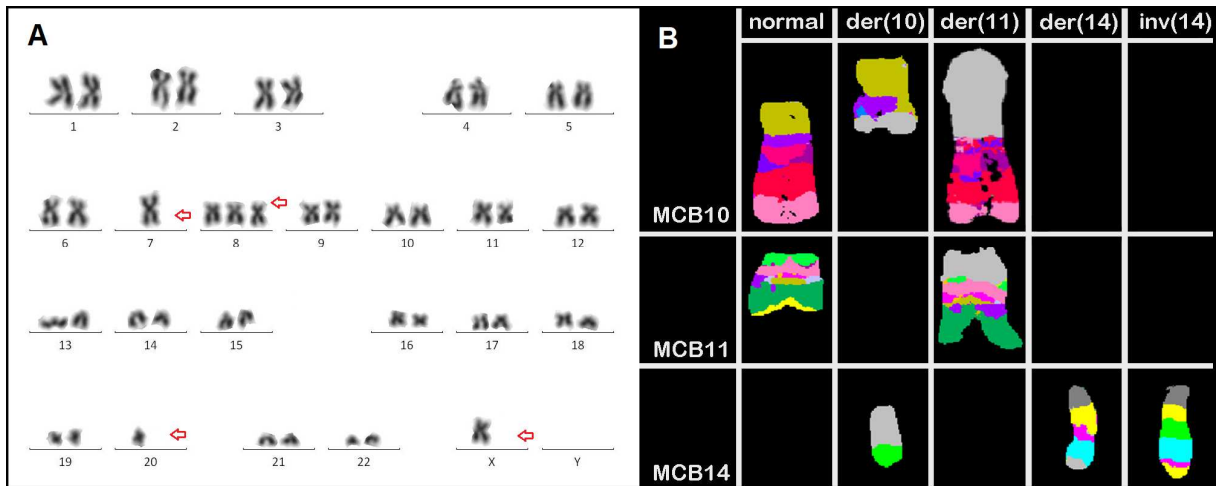 A
1 2 3 4 5
6 7 8 9 10 11 12
13 14 15 16 17 18
19 20 21 22 X Y
B
normal der(10) der(11) der(14) inv(14)
MCB10
MCB11
MCB14